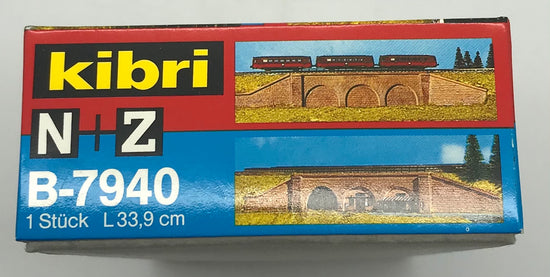 kibri
N+Z
B-7940
1 Stück L 33,9 cm